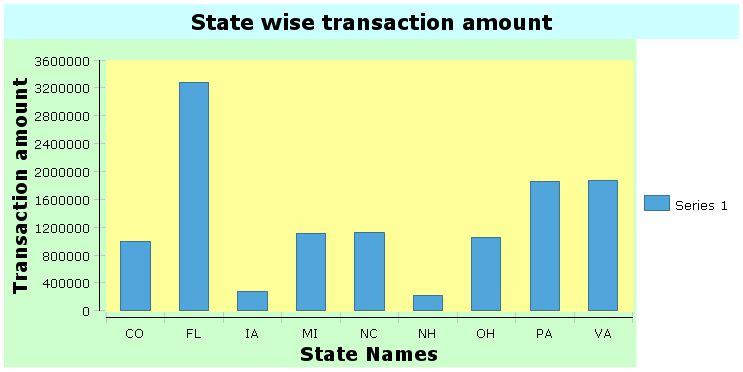 State wise transaction amount
Transaction amount
3600000
3200000
2800000
2400000
2000000
1600000
1200000
800000
400000
0
CO FL IA MI NC NH OH PA VA
State Names
Series 1